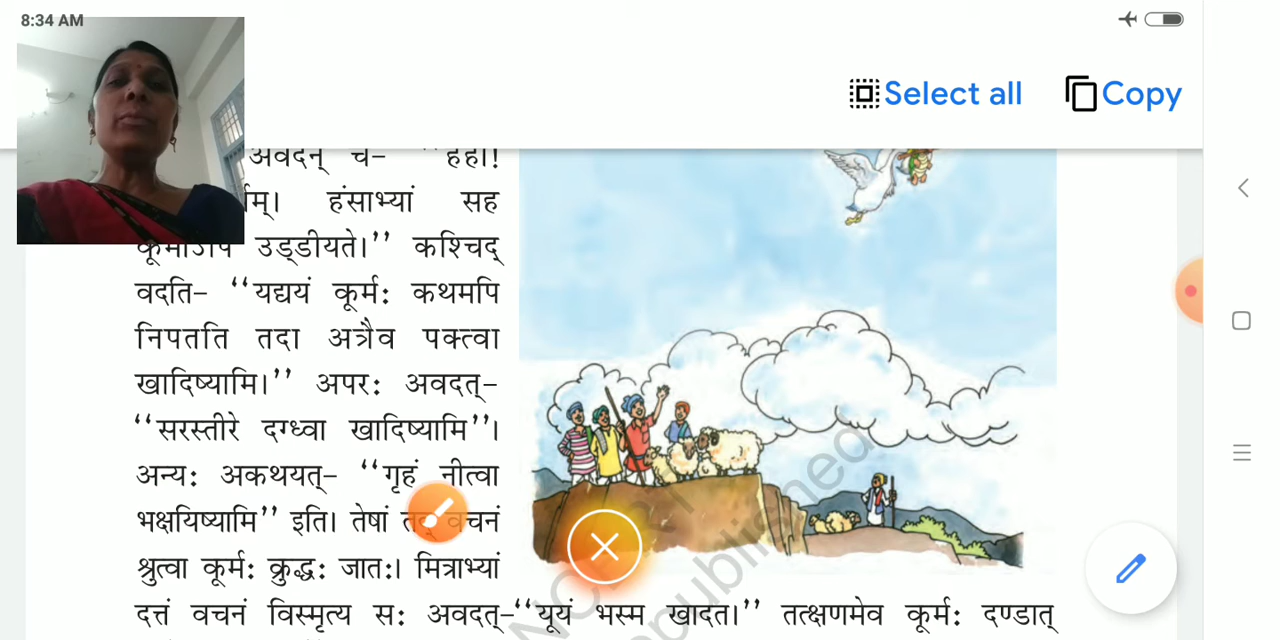 8:34 AM
Select all Copy
अवदन् च- "हंहो!
हंसाभ्यां सह
उड्डीयते।" कश्चिद्
वदति- "यद्ययं कूर्म: कथमपि
निपतति तदा अत्रैव पक्त्वा
खादिष्यामि।" अपर: अवदत्-
"सरस्तीरे दग्ध्वा खादिष्यामि"।
अन्य: अकथयत्- "गृहं नीत्वा
भक्षयिष्यामि" इति। तेषां वचनं
श्रुत्वा कूर्म: क्रुद्ध: जात:। मित्राभ्यां
दत्तं वचनं विस्मृत्य स: अवदत्-"यूयं भस्म खादत।" तत्क्षणमेव कूर्म: दण्डात्
published